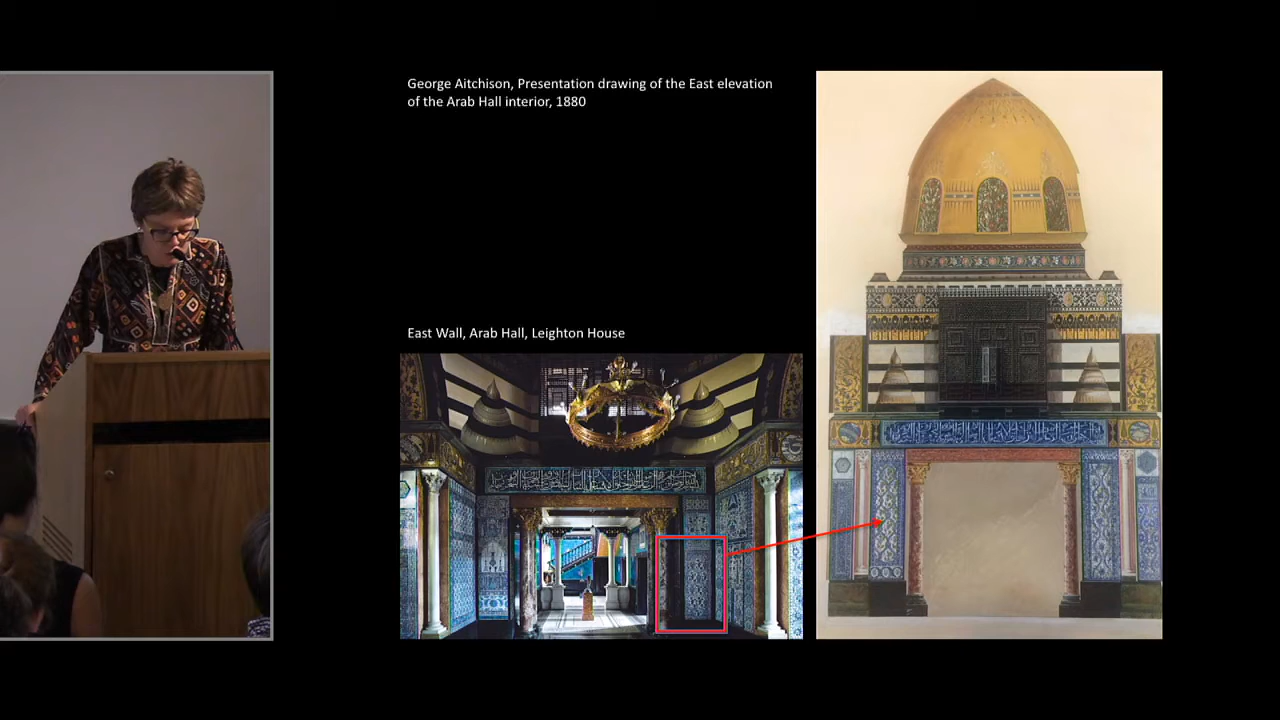 George Aitchison, Presentation drawing of the East elevation
of the Arab Hall interior, 1880
East Wall, Arab Hall, Leighton House